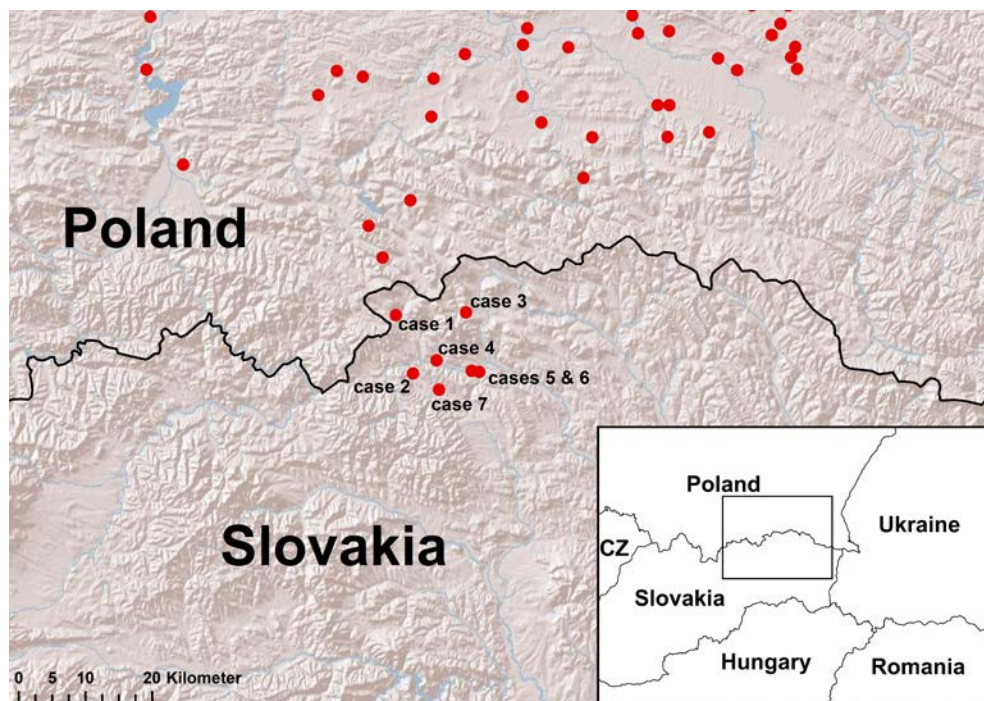 Poland
case 3
case 1
case 4
case 2
cases 5 & 6
case 7
Slovakia
Poland
Ukraine
CZ
Slovakia
Hungary
Romania
0 5 10 20 Kilometer